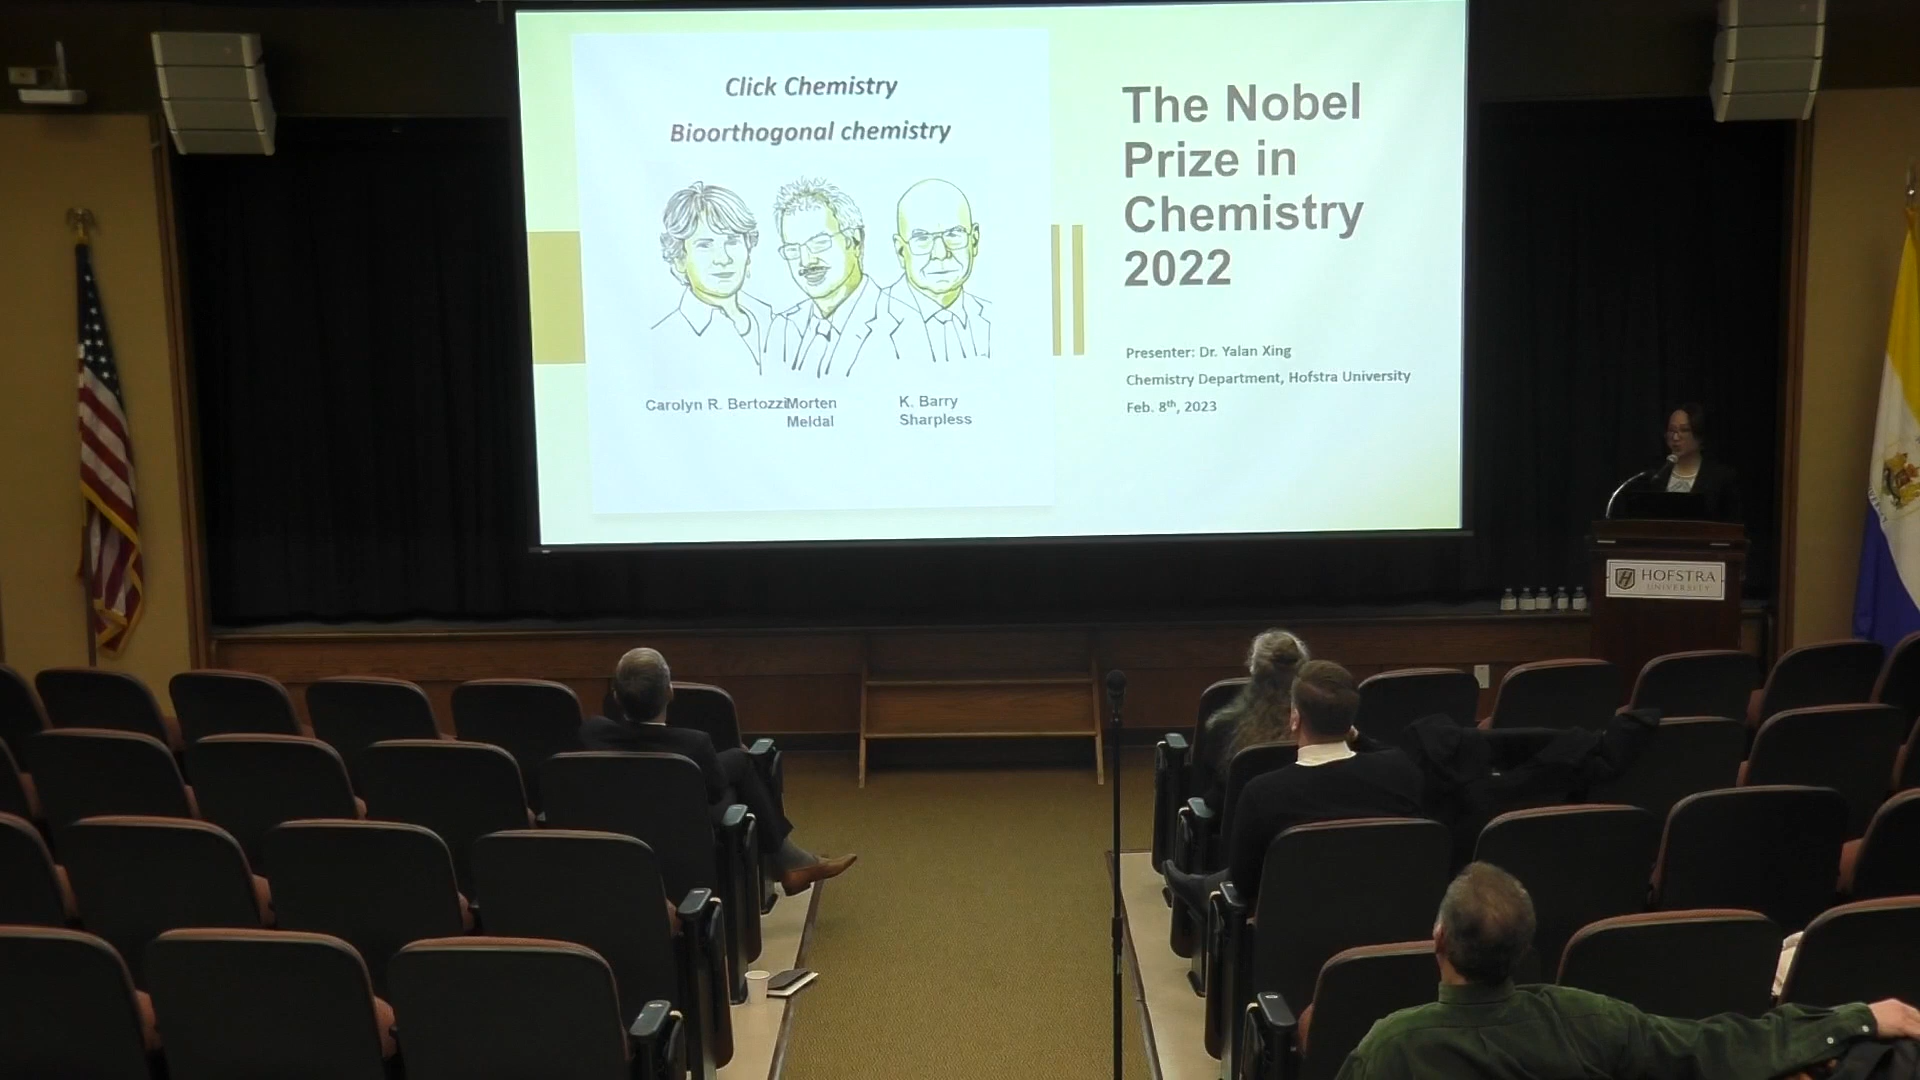 Click Chemistry
Bioorthogonal chemistry
Carolyn R. Bertozzi
Morten
Meldal
K. Barry
Sharpless
The Nobel
Prize in
Chemistry
2022
Presenter: Dr. Yalan Xing
Chemistry Department, Hofstra University
Feb. 8th, 2023
H
HOFSTRA
UNIVERSITY